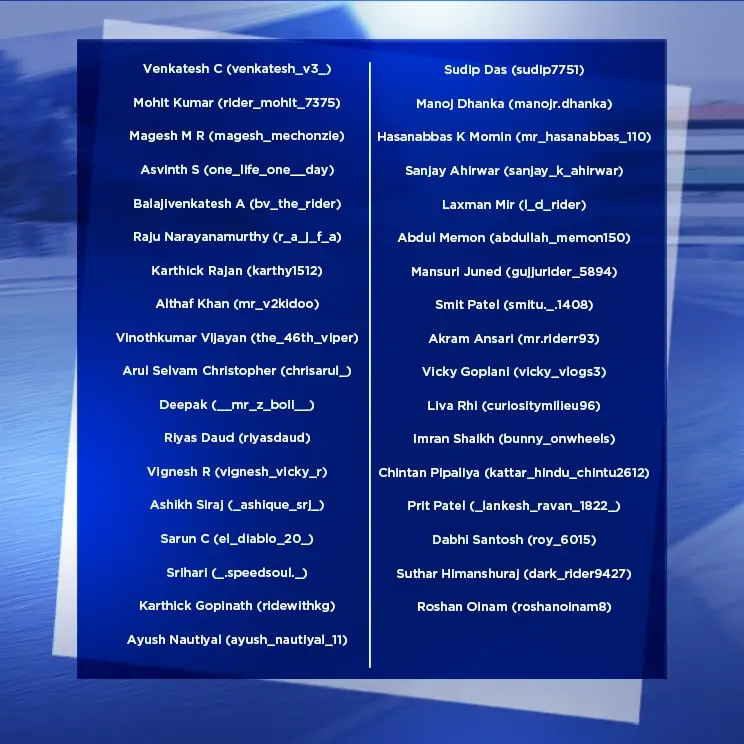 Venkatesh C (venkatesh_v3_)
Mohit Kumar (rider_mohit_7375)
Magesh M R (magesh_mechonzie)
Asvinth S (one_life_one__day)
Balajivenkatesh A (bv_the_rider)
Raju Narayanamurthy (r_a_j_f_a)
Karthick Rajan (karthy1512)
Althaf Khan (mr_v2kidoo)
Vinothkumar Vijayan (the_46th_viper)
Arul Selvam Christopher (chrisarul_)
Deepak (__mr_z_boii__)
Riyas Daud (riyasdaud)
Vignesh R (vignesh_vicky_r)
Ashikh Siraj (_ashique_srj_)
Sarun C (el_diablo_20_)
Srihari (_.speedsoul._)
Karthick Gopinath (ridewithkg)
Ayush Nautiyal (ayush_nautiyal_11)
Sudip Das (sudip7751)
Manoj Dhanka (manojr.dhanka)
Hasanabbas K Momin (mr_hasanabbas_110)
Sanjay Ahirwar (sanjay_k_ahirwar)
Laxman Mir (l_d_rider)
Abdul Memon (abdullah_memon150)
Mansuri Juned (gujjurider_5894)
Smit Patel (smitu._.1408)
Akram Ansari (mr.riderr93)
Vicky Goplani (vicky_vlogs3)
Liva Rhi (curiositymilieu96)
Imran Shaikh (bunny_onwheels)
Chintan Pipaliya (kattar_hindu_chintu2612)
Prit Patel (_lankesh_ravan_1822_)
Dabhi Santosh (roy_6015)
Suthar Himanshuraj (dark_rider9427)
Roshan Oinam (roshanoinam8)